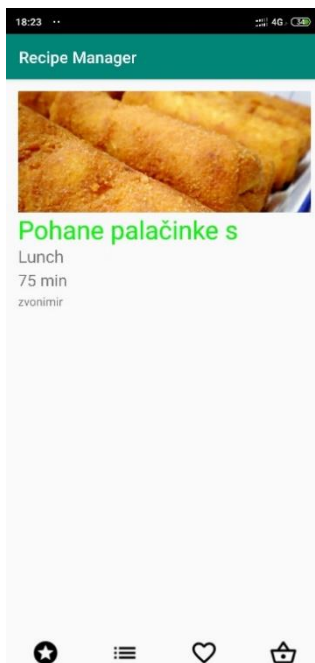 18:23
4G
34
Recipe Manager
Pohane palačinke s
Lunch
75 min
zvonimir